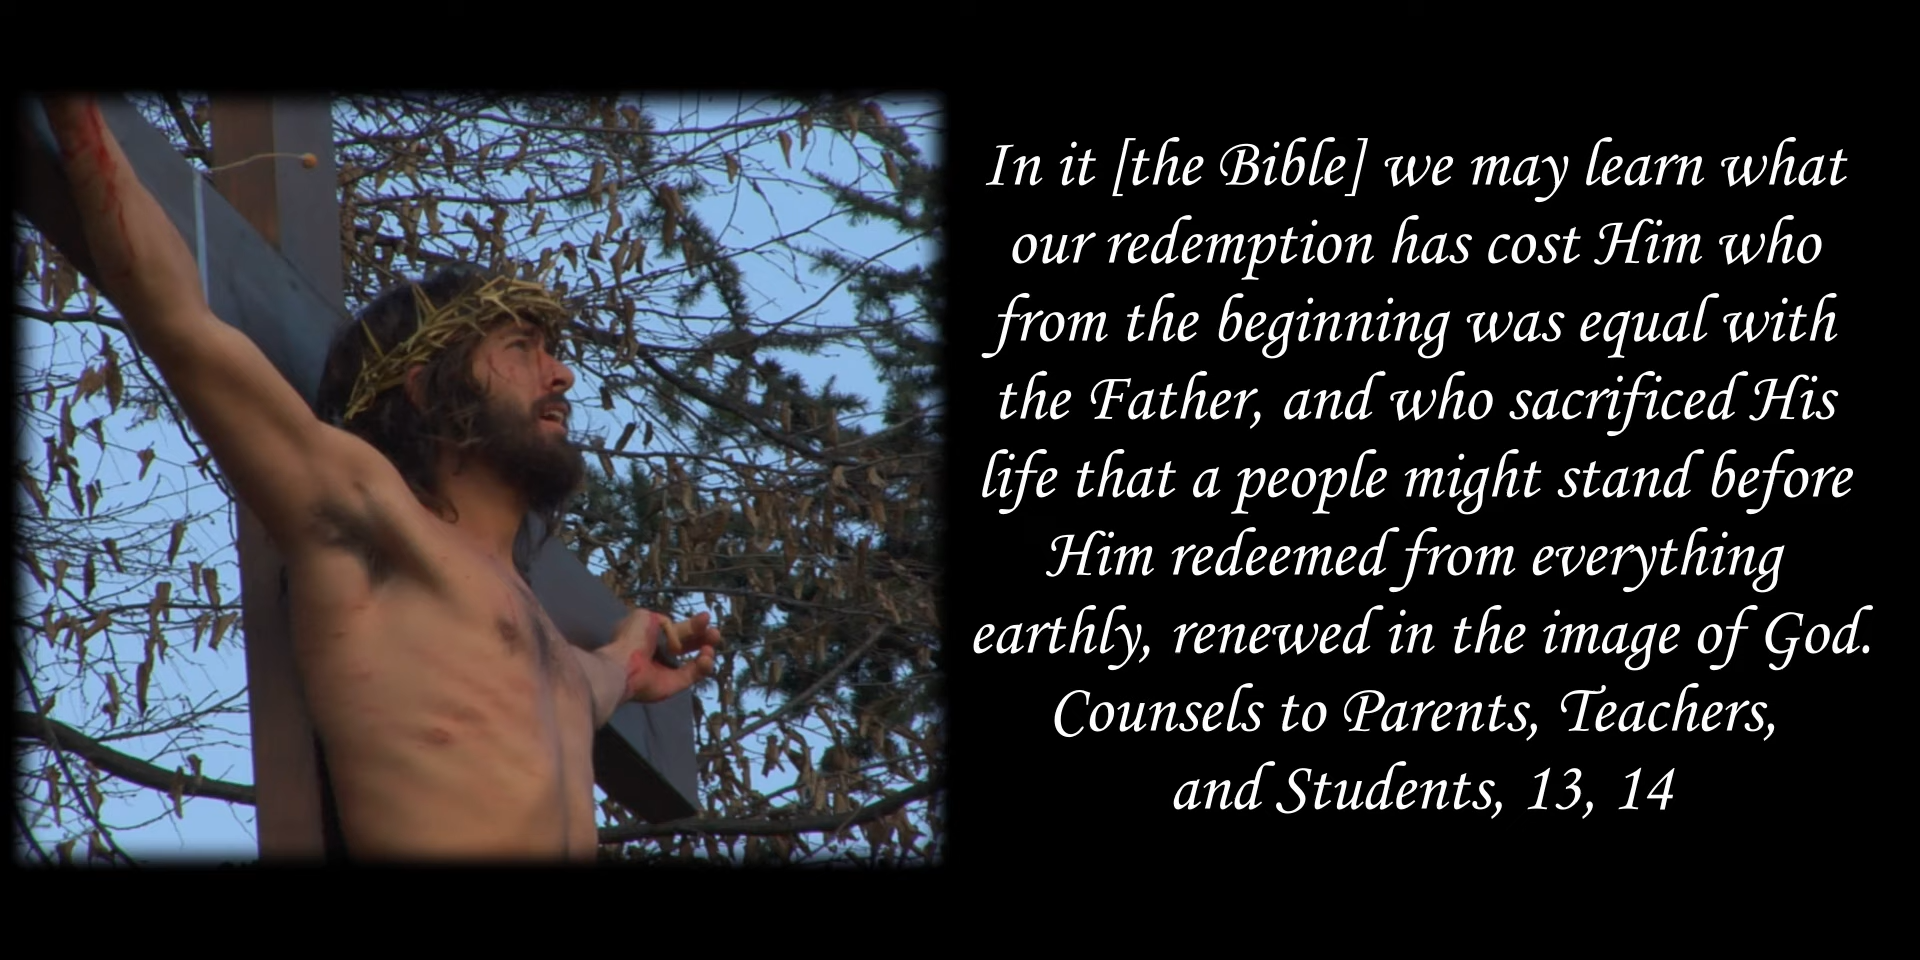 In it [the Bible] we may learn what
our redemption has cost Him who
from the beginning was equal with
the Father, and who sacrificed His
life that a people might stand before
Him redeemed from everything
earthly, renewed in the image of God.
Counsels to Parents, Teachers,
and Students, 13, 14